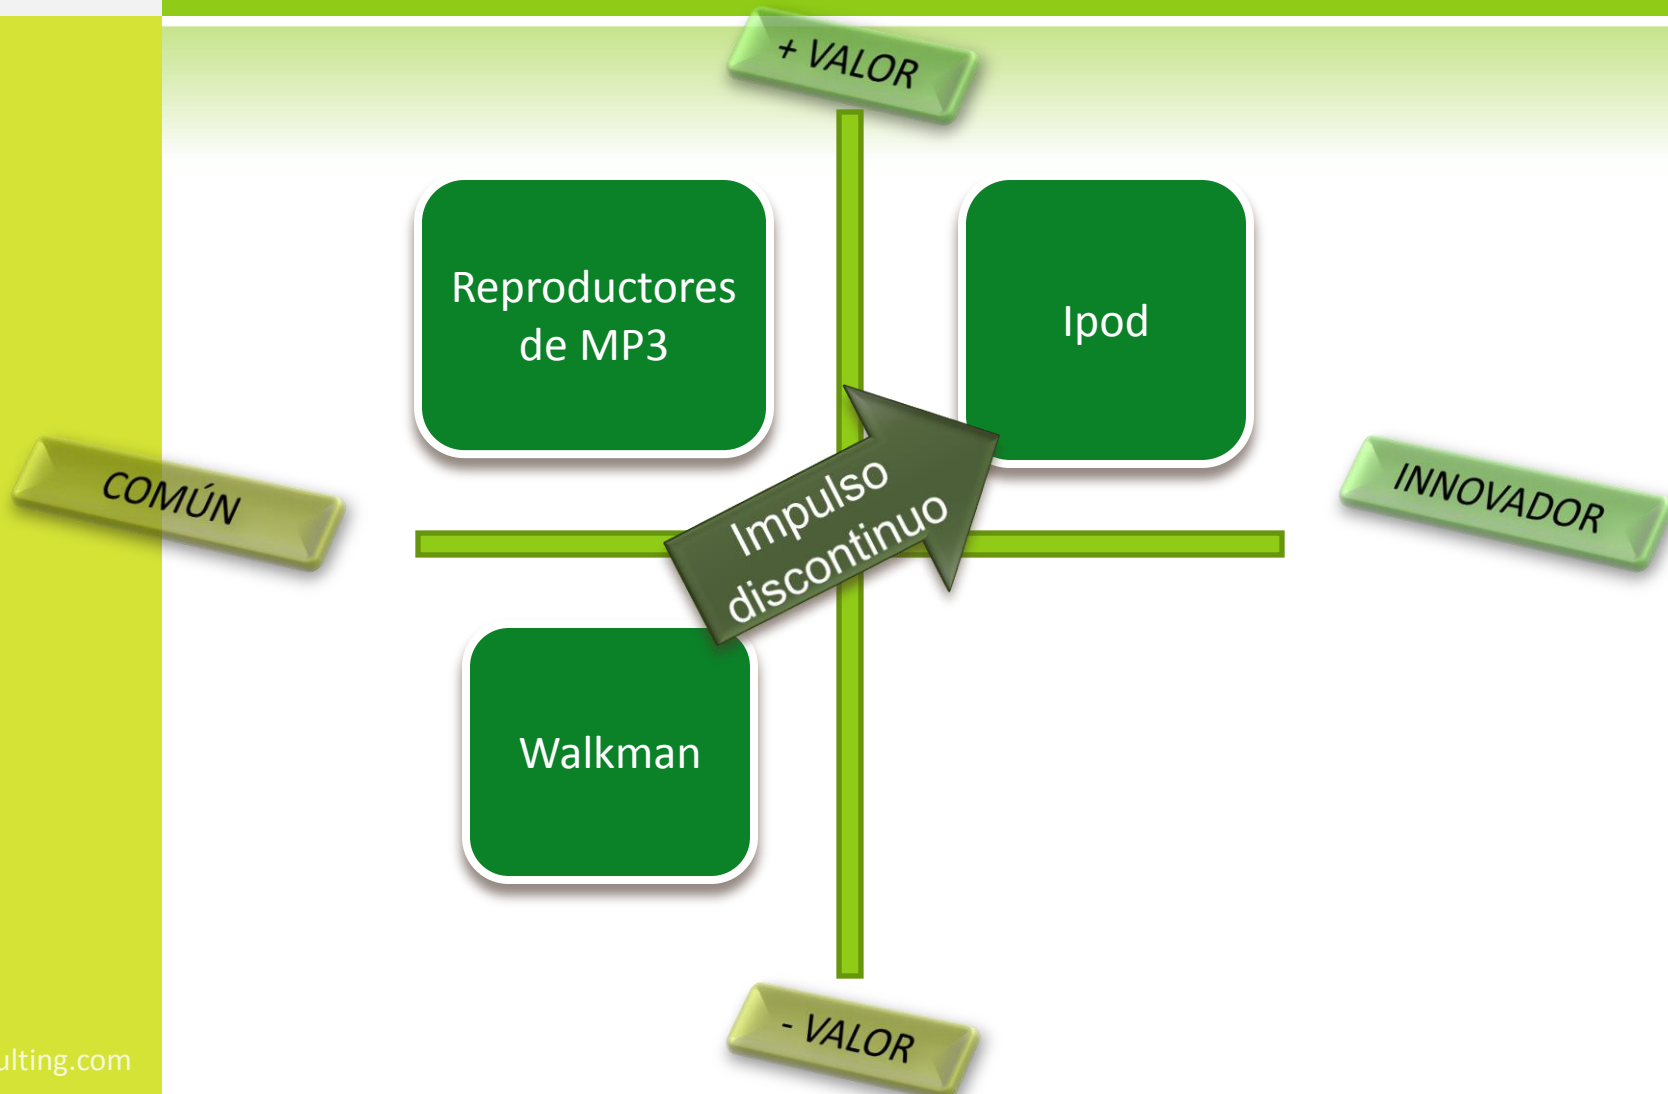 + VALOR
Reproductores
de MP3
Ipod
COMÚN
INNOVADOR
Impulso
discontinuo
Walkman
- VALOR
ulting.com